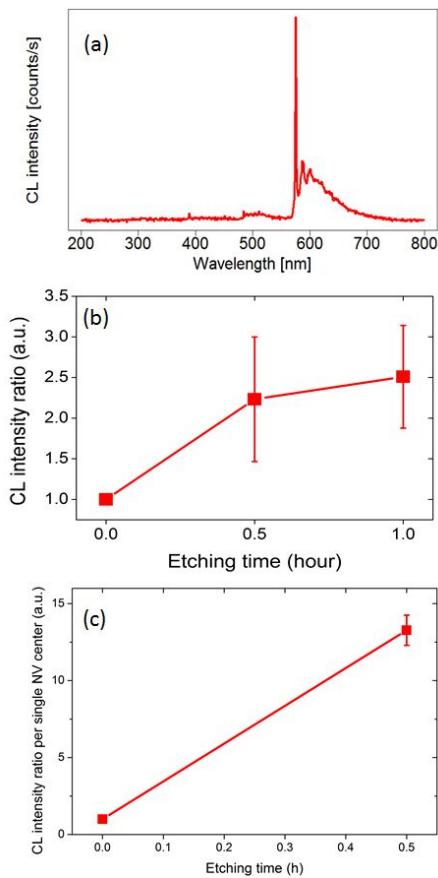 (a)
CL intensity [counts/s]
200 300 400 500 600 700 800
Wavelength [nm]
(b)
CL intensity ratio (a.u.)
3.5
3.0
2.5
2.0
1.5
1.0
0.0 0.5 1.0
Etching time (hour)
(c)
CL intensity ratio per single NV center (a.u.)
15
10
5
0
0.0 0.1 0.2 0.3 0.4 0.5
Etching time (h)